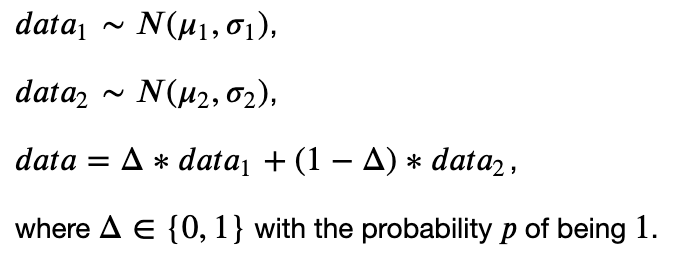 data₁ ∼ N(μ₁, σ₁),
data₂ ∼ N(μ₂, σ₂),
data = Δ * data₁ + (1 − Δ) * data₂,
where Δ ∈ {0, 1} with the probability p of being 1.